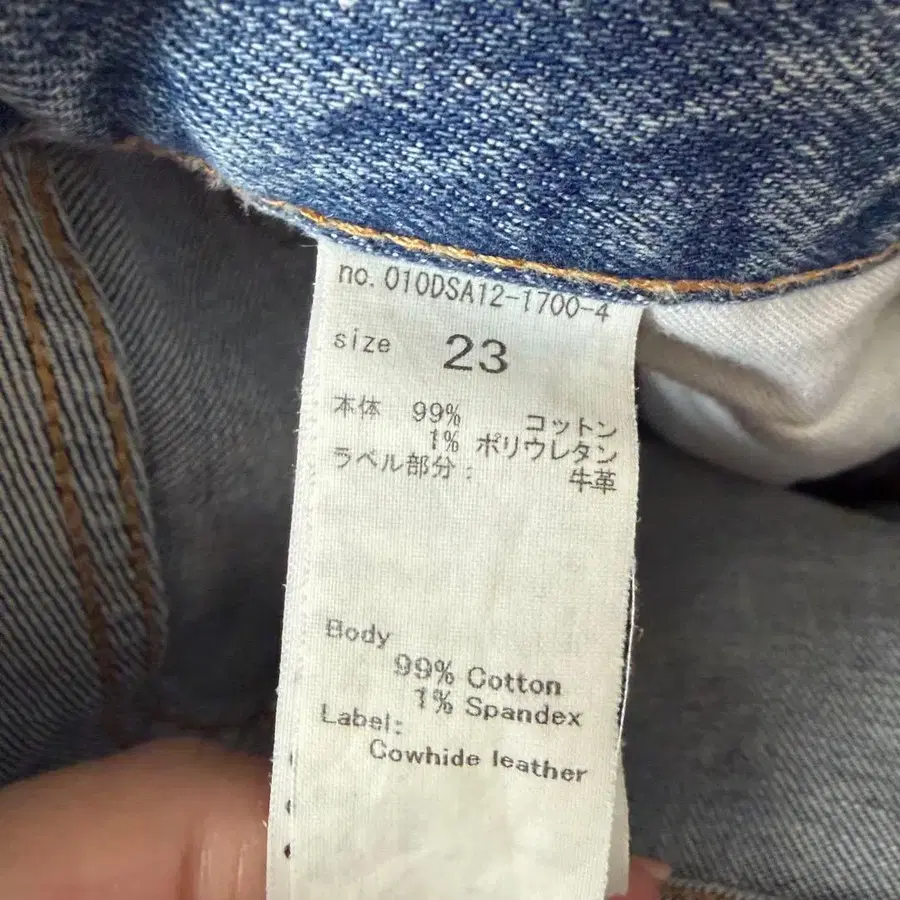 no. 010DSA12-1700-4
size 23
本体 99% コットン
1% ポリウレタン
ラベル部分： 牛革
Body
99% Cotton
1% Spandex
Label:
Cowhide leather